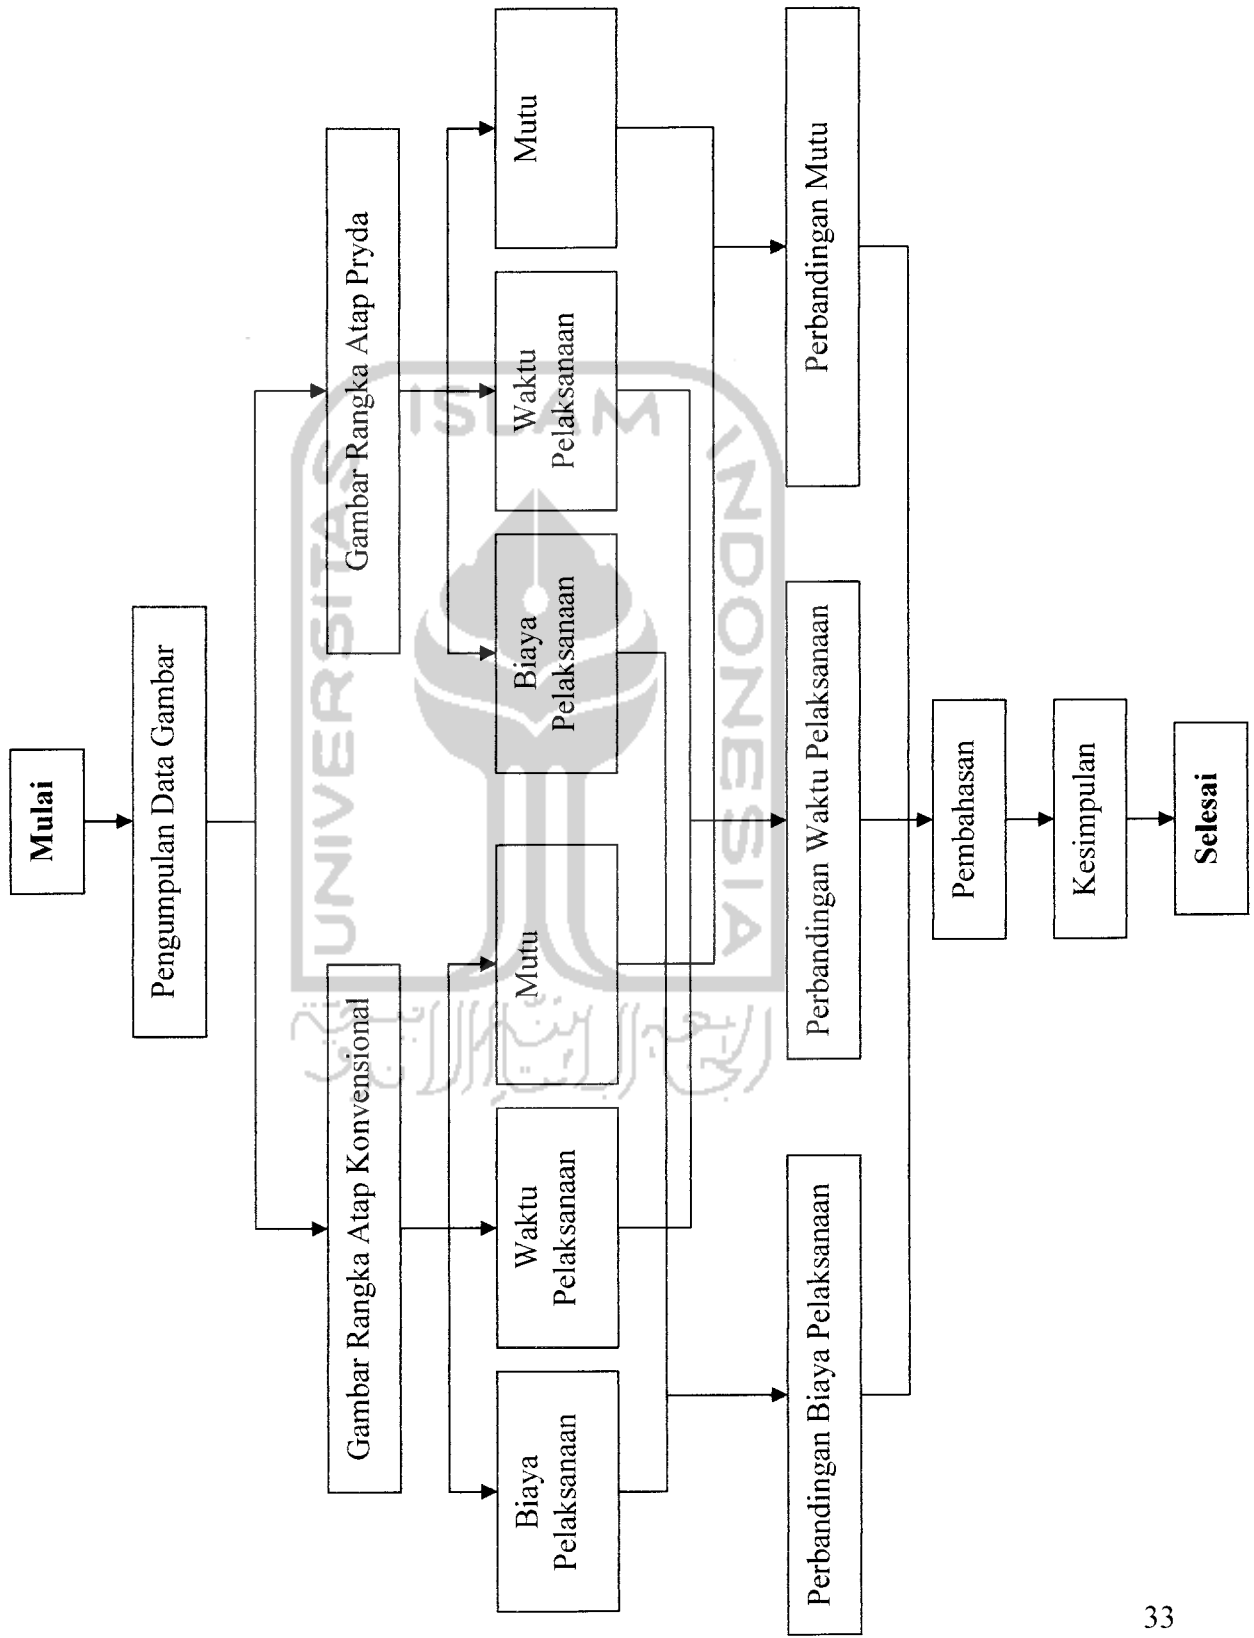 Mulai
Pengumpulan Data Gambar
Gambar Rangka Atap Konvensional
Gambar Rangka Atap Pryda
Biaya
Pelaksanaan
Waktu
Pelaksanaan
Mutu
Biaya
Pelaksanaan
Waktu
Pelaksanaan
Mutu
Perbandingan Biaya Pelaksanaan
Perbandingan Waktu Pelaksanaan
Perbandingan Mutu
Pembahasan
Kesimpulan
Selesai
UNIVERSITAS
ISLAM
INDONESIA
33